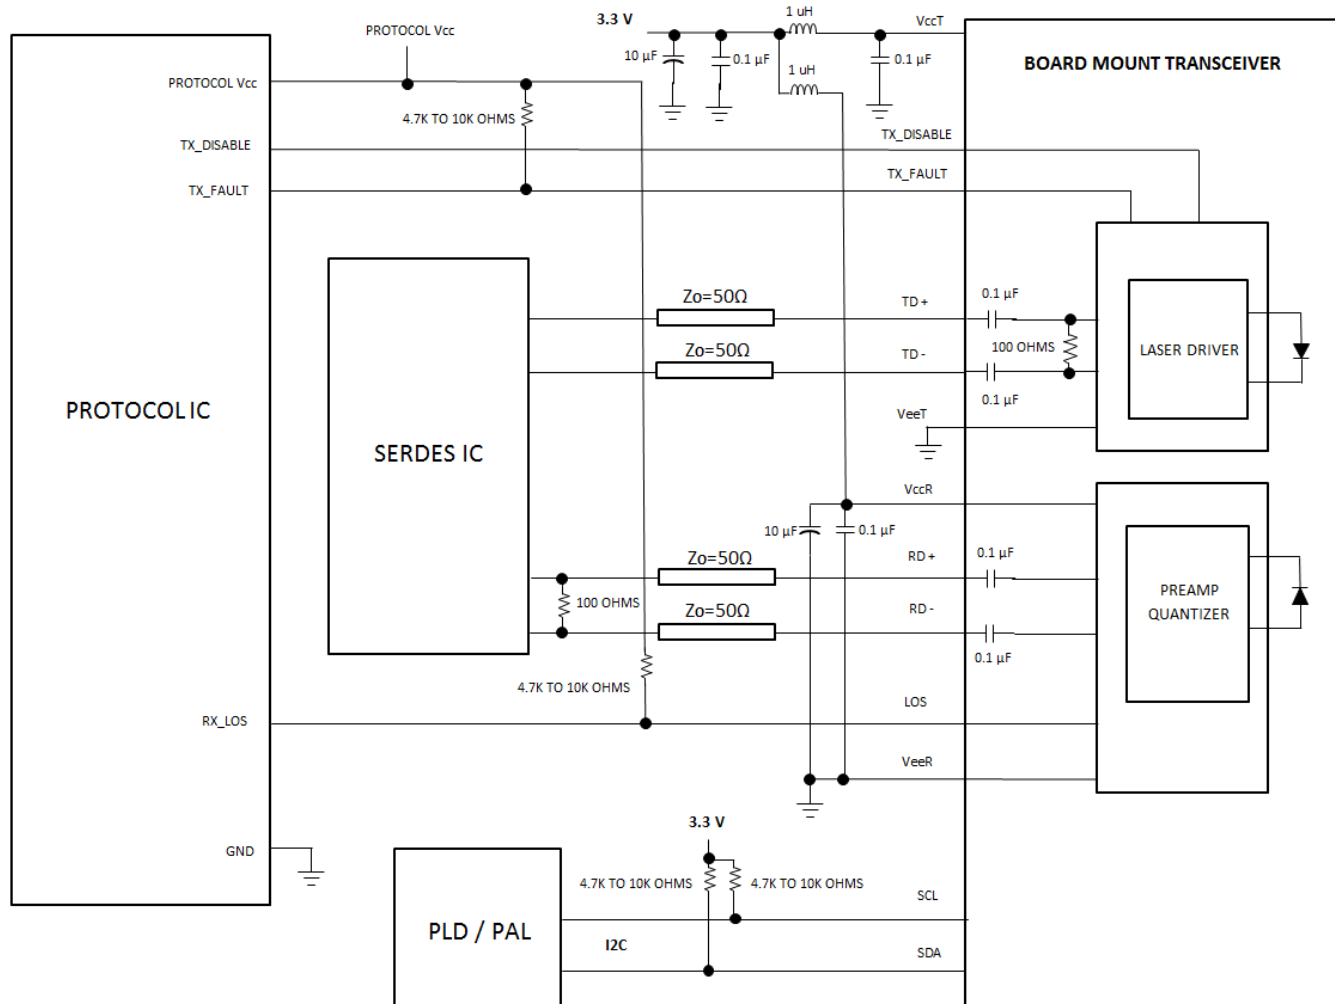 1 uH
3.3 V
VccT
PROTOCOL Vcc
10 µF
0.1 µF
0.1 µF
BOARD MOUNT TRANSCEIVER
1 uH
PROTOCOL Vcc
4.7K TO 10K OHMS
TX_DISABLE
TX_DISABLE
TX_FAULT
TX_FAULT
Zo=50Ω
TD +
0.1 µF
Zo=50Ω
TD -
100 OHMS
LASER DRIVER
0.1 µF
PROTOCOL IC
VeeT
SERDES IC
VccR
10 µF
0.1 µF
Zo=50Ω
RD +
0.1 µF
100 OHMS
Zo=50Ω
RD -
PREAMP
QUANTIZER
0.1 µF
4.7K TO 10K OHMS
RX_LOS
LOS
VeeR
3.3 V
GND
4.7K TO 10K OHMS
4.7K TO 10K OHMS
SCL
PLD / PAL
I2C
SDA